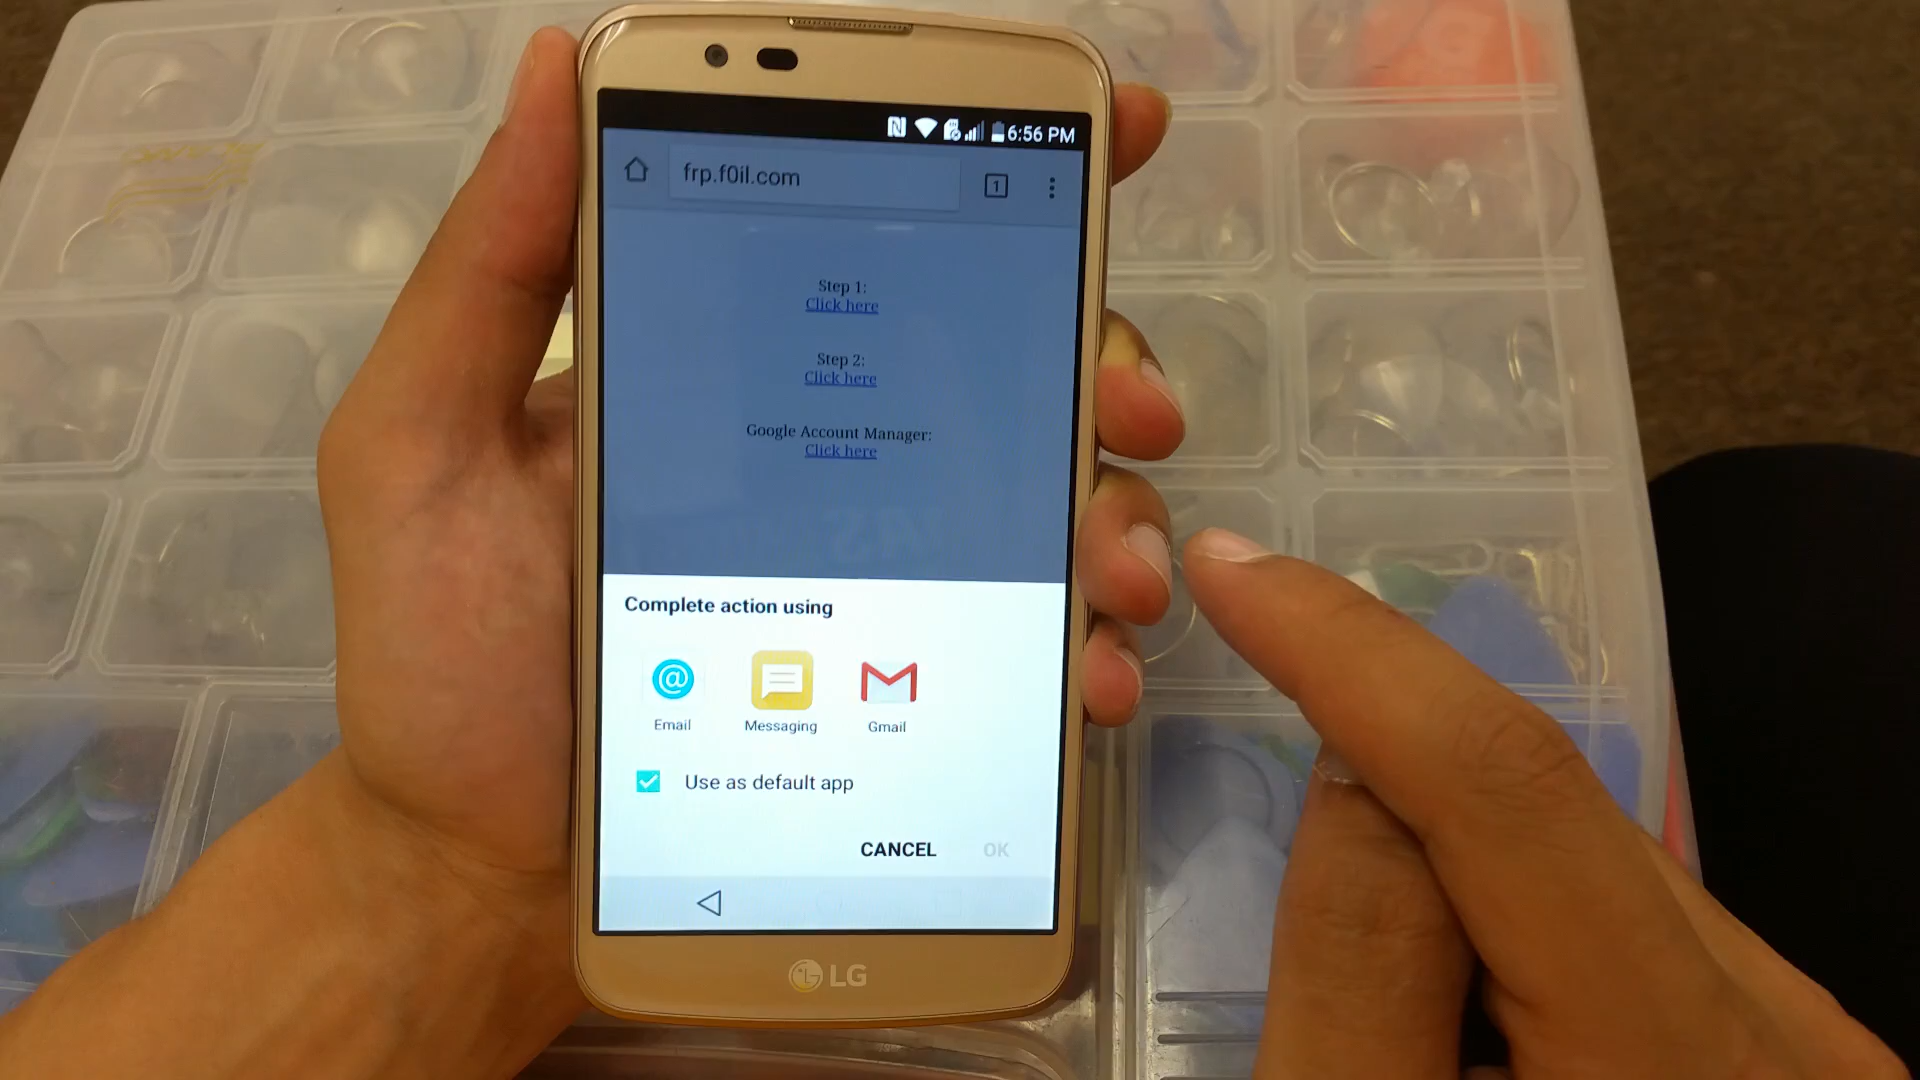 6:56 PM
frp.f0il.com
1
Step 1:
Click here
Step 2:
Click here
Google Account Manager:
Click here
Complete action using
@
Email
Messaging
Gmail
Use as default app
CANCEL
OK
LG